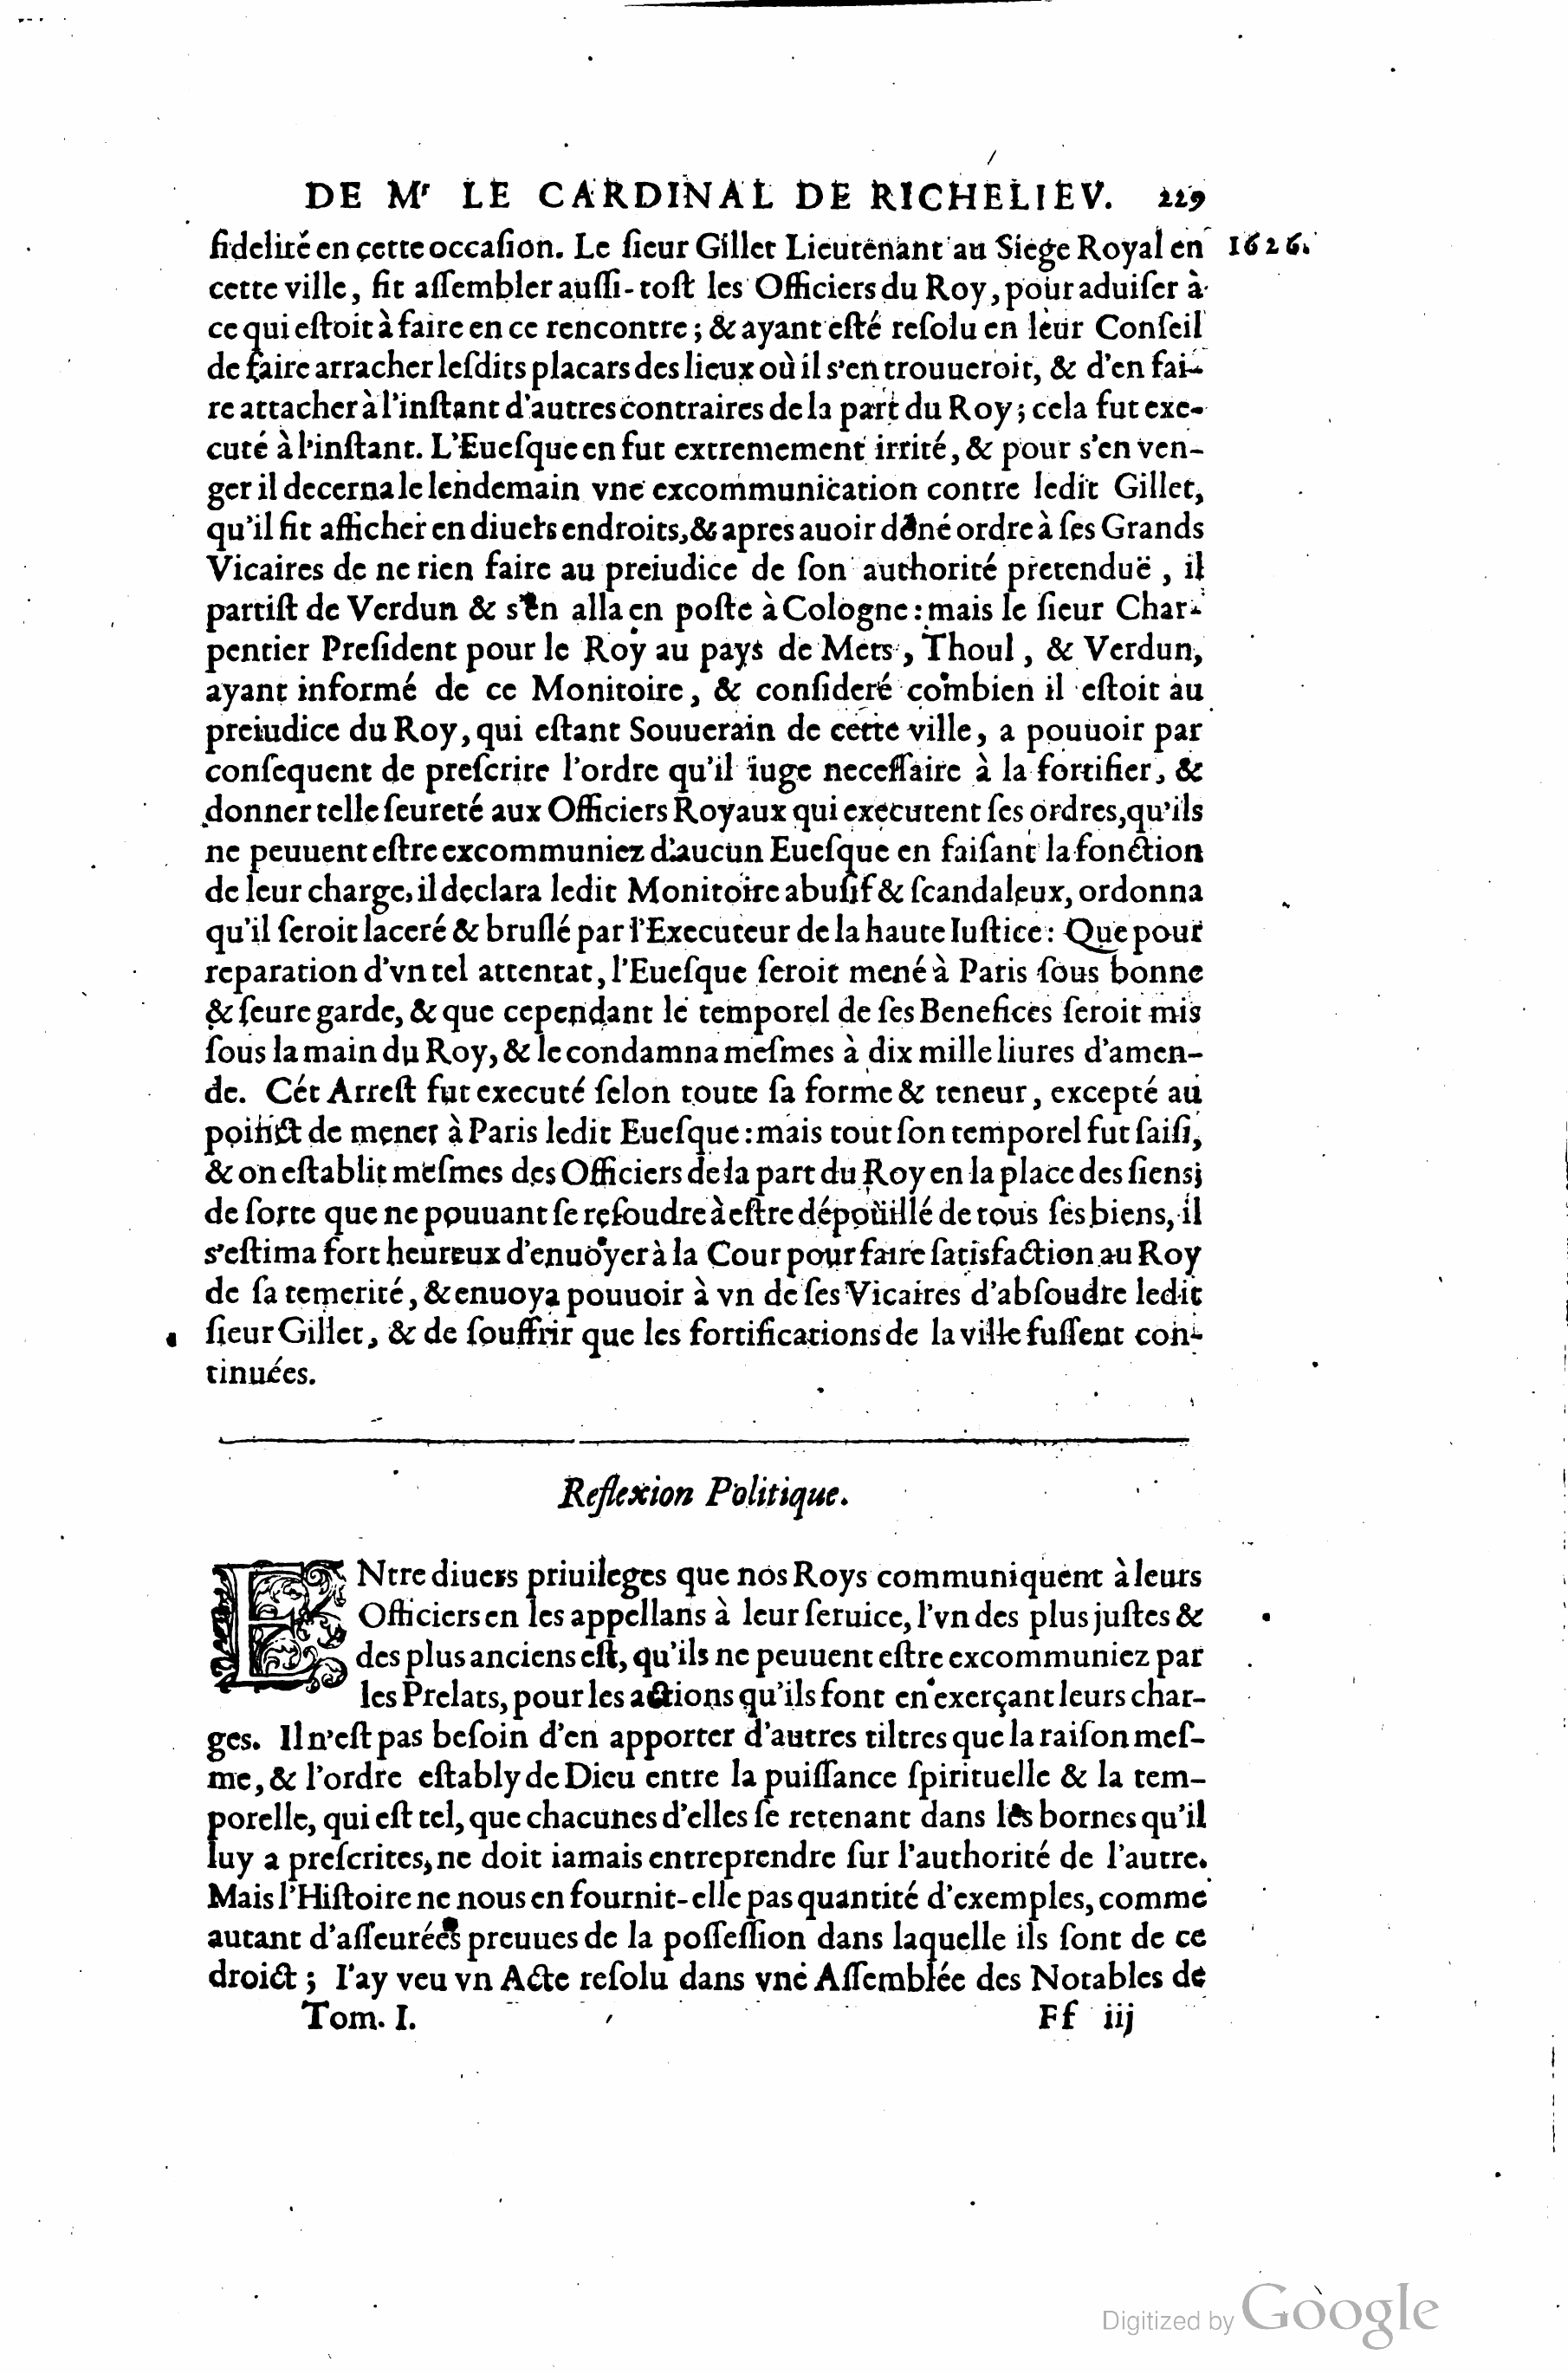 DE Mr LE CARDINAL DE RICHELIEV. 229
fidelité en cette occaſion. Le ſieur Gillet Lieutenant au Siege Royal en 1626.
cette ville, fit aſſembler auſſi-toſt les Officiers du Roy, pour aduiſer à
ce qui eſtoit à faire en ce rencontre; & ayant eſté reſolu en leur Conſeil
de faire arracher leſdits placars des lieux où il s'en trouueroit, & d'en fai-
re attacher à l'inſtant d'autres contraires de la part du Roy; cela fut exe-
cuté à l'inſtant. L'Eueſque en fut extremement irrité, & pour s'en ven-
ger il decerna le lendemain vne excommunication contre ledit Gillet,
qu'il fit afficher en diuers endroits, & apres auoir dõné ordre à ſes Grands
Vicaires de ne rien faire au preiudice de ſon authorité pretenduë, il
partiſt de Verdun & s'en alla en poſte à Cologne: mais le ſieur Char-
pentier Preſident pour le Roy au pays de Mets, Thoul, & Verdun,
ayant informé de ce Monitoire, & conſideré combien il eſtoit au
preiudice du Roy, qui eſtant Souuerain de cette ville, a pouuoir par
conſequent de preſcrire l'ordre qu'il iuge neceſſaire à la fortifier, &
donner telle ſeureté aux Officiers Royaux qui executent ſes ordres, qu'ils
ne peuuent eſtre excommuniez d'aucun Eueſque en faiſant la fonction
de leur charge, il declara ledit Monitoire abuſif & ſcandaleux, ordonna
qu'il ſeroit laceré & bruſlé par l'Executeur de la haute Iuſtice: Que pour
reparation d'vn tel attentat, l'Eueſque ſeroit mené à Paris ſous bonne
& ſeure garde, & que cependant le temporel de ſes Benefices ſeroit mis
ſous la main du Roy, & le condamna meſmes à dix mille liures d'amen-
de. Cét Arreſt fut executé ſelon toute ſa forme & teneur, excepté au
poinct de mener à Paris ledit Eueſque: mais tout ſon temporel fut ſaiſi,
& on eſtablit meſmes des Officiers de la part du Roy en la place des ſiens;
de ſorte que ne pouuant ſe reſoudre à eſtre dépoüillé de tous ſes biens, il
s'eſtima fort heureux d'enuoyer à la Cour pour faire ſatisfaction au Roy
de ſa temerité, & enuoya pouuoir à vn de ſes Vicaires d'abſoudre ledit
ſieur Gillet, & de ſouffrir que les fortifications de la ville fuſſent con-
tinuées.
Reflexion Politique.
ENtre diuers priuileges que nos Roys communiquent à leurs
Officiers en les appellans à leur ſeruice, l'vn des plus juſtes &
des plus anciens eſt, qu'ils ne peuuent eſtre excommuniez par
les Prelats, pour les actions qu'ils font en exerçant leurs char-
ges. Il n'eſt pas beſoin d'en apporter d'autres tiltres que la raiſon meſ-
me, & l'ordre eſtably de Dieu entre la puiſſance ſpirituelle & la tem-
porelle, qui eſt tel, que chacunes d'elles ſe retenant dans les bornes qu'il
luy a preſcrites, ne doit iamais entreprendre ſur l'authorité de l'autre.
Mais l'Hiſtoire ne nous en fournit-elle pas quantité d'exemples, comme
autant d'aſſeurées preuues de la poſſeſſion dans laquelle ils ſont de ce
droict; I'ay veu vn Acte reſolu dans vne Aſſemblée des Notables de
Tom. I. Ff iij
Digitized by Google